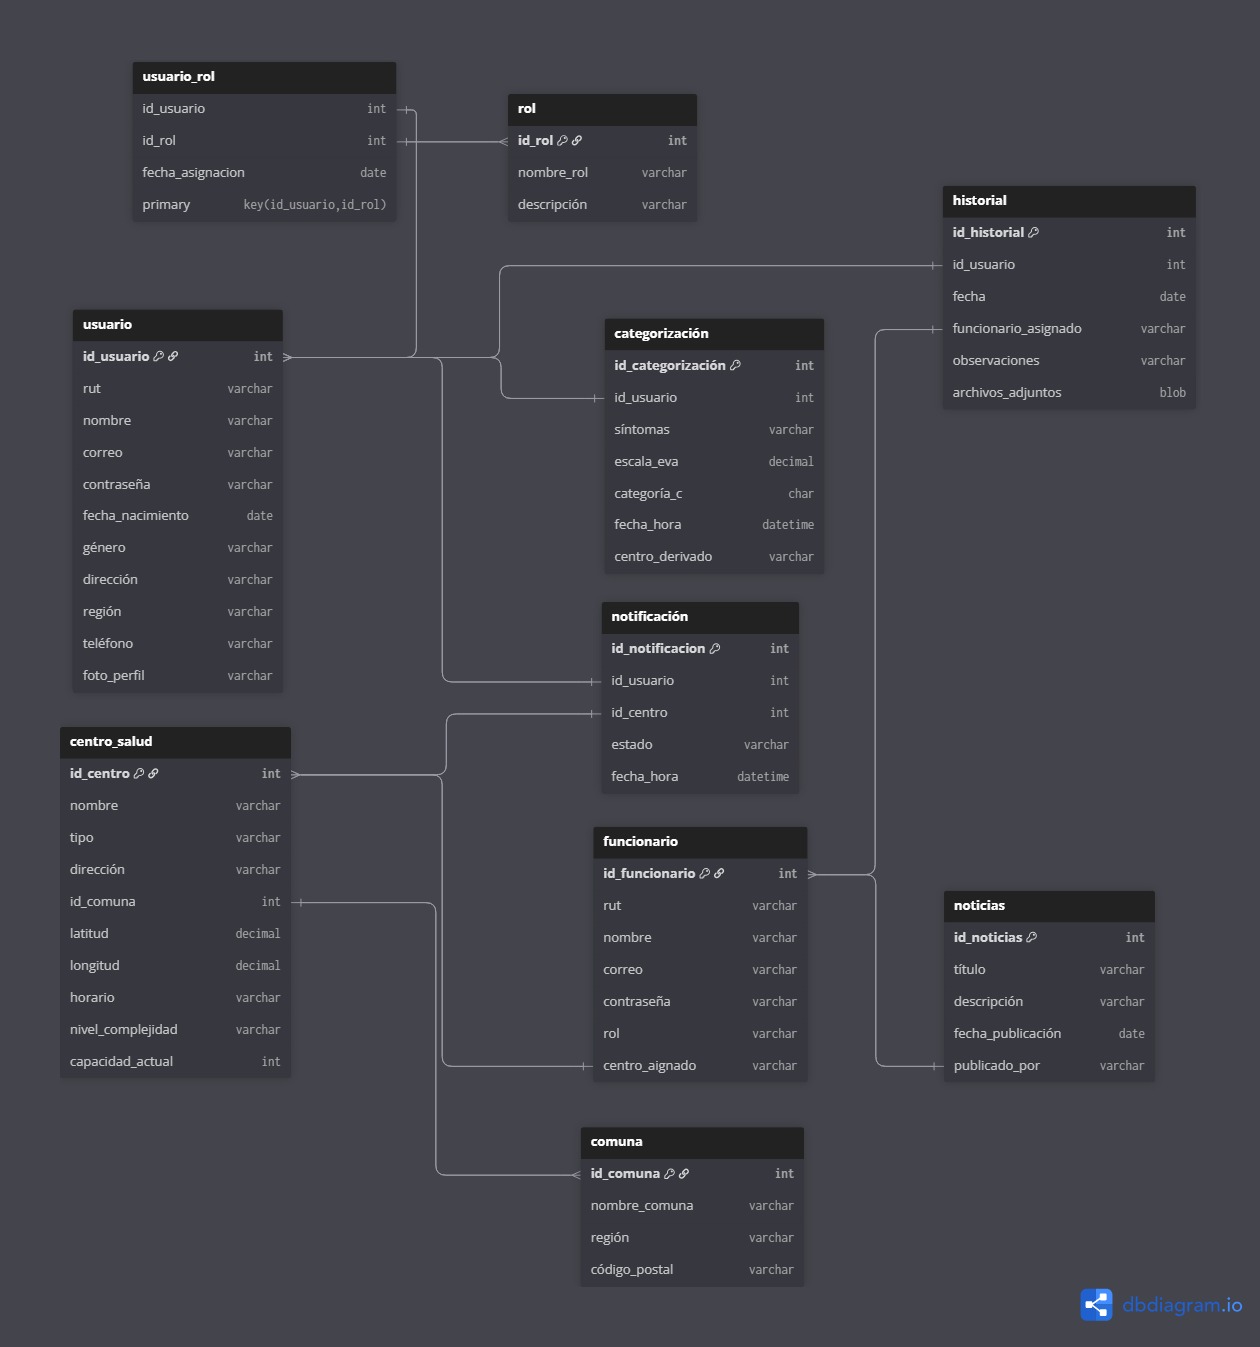 usuario_rol
id_usuario int
id_rol int
fecha_asignacion date
primary key(id_usuario,id_rol)
rol
id_rol int
nombre_rol varchar
descripción varchar
historial
id_historial int
id_usuario int
fecha date
funcionario_asignado varchar
observaciones varchar
archivos_adjuntos blob
usuario
id_usuario int
rut varchar
nombre varchar
correo varchar
contraseña varchar
fecha_nacimiento date
género varchar
dirección varchar
región varchar
teléfono varchar
foto_perfil varchar
categorización
id_categorización int
id_usuario int
síntomas varchar
escala_eva decimal
categoría_c char
fecha_hora datetime
centro_derivado varchar
notificación
id_notificacion int
id_usuario int
id_centro int
estado varchar
fecha_hora datetime
centro_salud
id_centro int
nombre varchar
tipo varchar
dirección varchar
id_comuna int
latitud decimal
longitud decimal
horario varchar
nivel_complejidad varchar
capacidad_actual int
funcionario
id_funcionario int
rut varchar
nombre varchar
correo varchar
contraseña varchar
rol varchar
centro_aignado varchar
noticias
id_noticias int
título varchar
descripción varchar
fecha_publicación date
publicado_por varchar
comuna
id_comuna int
nombre_comuna varchar
región varchar
código_postal varchar
dbdiagram.io